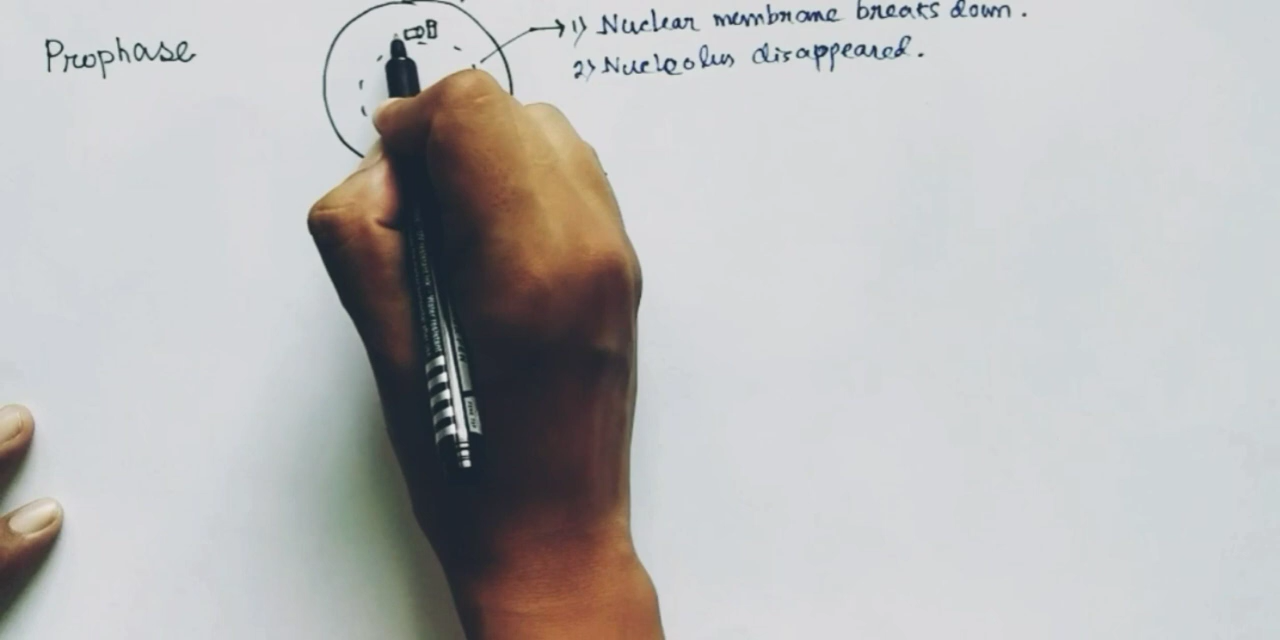 Prophase
1) Nuclear membrane breaks down.
2) Nucleolus disappeared.